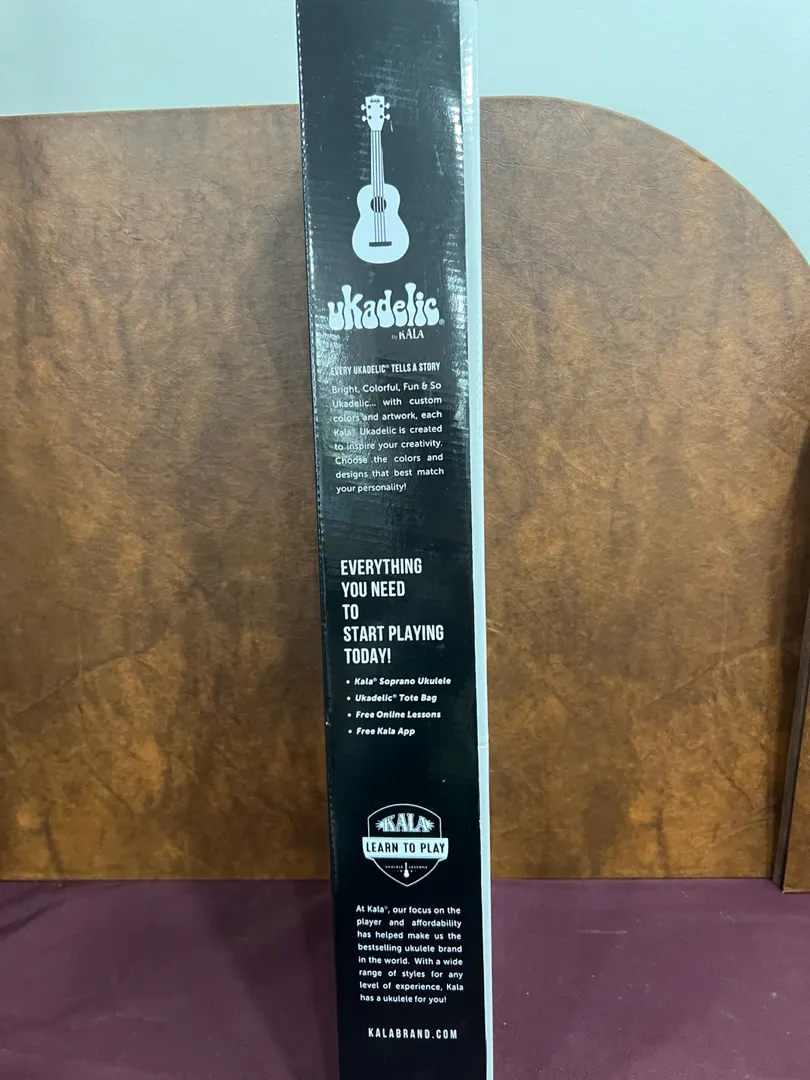 ukadelic®
by KALA
EVERY UKADELIC® TELLS A STORY
Bright, Colorful, Fun & So
Ukadelic... with custom
colors and artwork, each
Kala® Ukadelic is created
to inspire your creativity.
Choose the colors and
designs that best match
your personality!
EVERYTHING
YOU NEED
TO
START PLAYING
TODAY!
• Kala® Soprano Ukulele
• Ukadelic® Tote Bag
• Free Online Lessons
• Free Kala App
KALA
LEARN TO PLAY
UKULELE LESSONS
At Kala®, our focus on the
player and affordability
has helped make us the
bestselling ukulele brand
in the world. With a wide
range of styles for any
level of experience, Kala
has a ukulele for you!
KALABRAND.COM